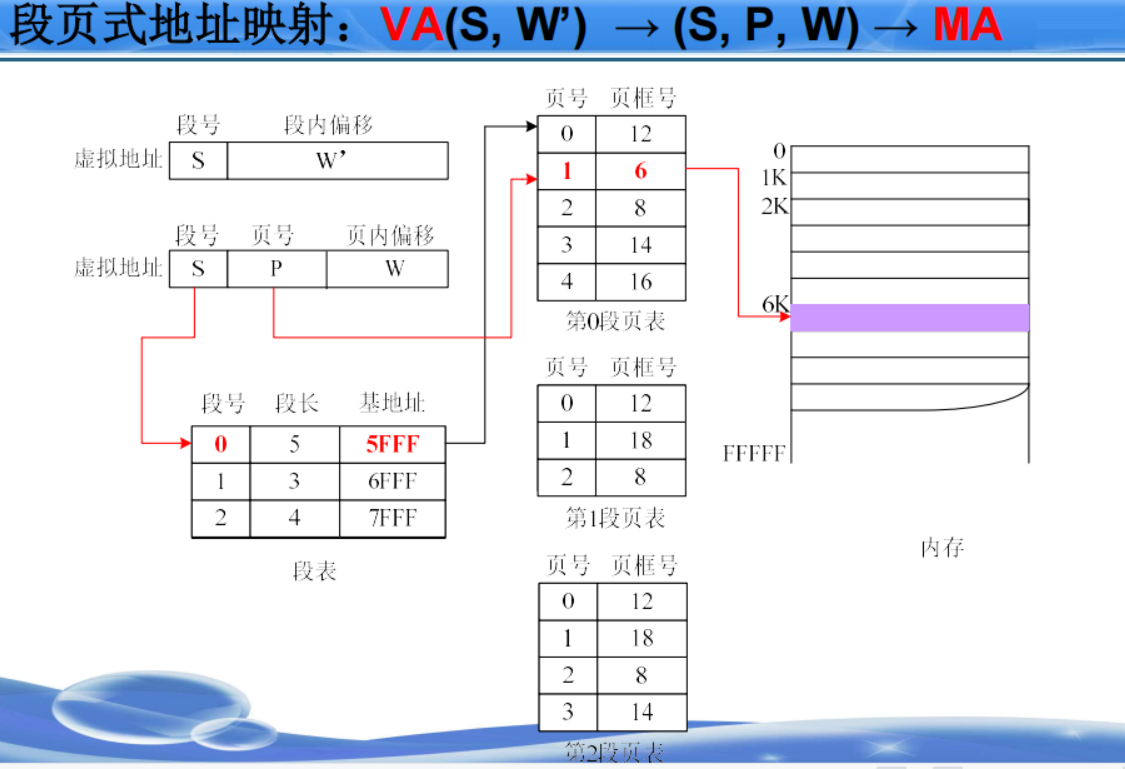 段页式地址映射：VA(S, W’) → (S, P, W) → MA
段号 段内偏移
虚拟地址 S W’
段号 页号 页内偏移
虚拟地址 S P W
段号 段长 基地址
0 5 5FFF
1 3 6FFF
2 4 7FFF
段表
页号 页框号
0 12
1 6
2 8
3 14
4 16
第0段页表
页号 页框号
0 12
1 18
2 8
第1段页表
页号 页框号
0 12
1 18
2 8
3 14
第2段页表
0
1K
2K
6K
FFFFF
内存